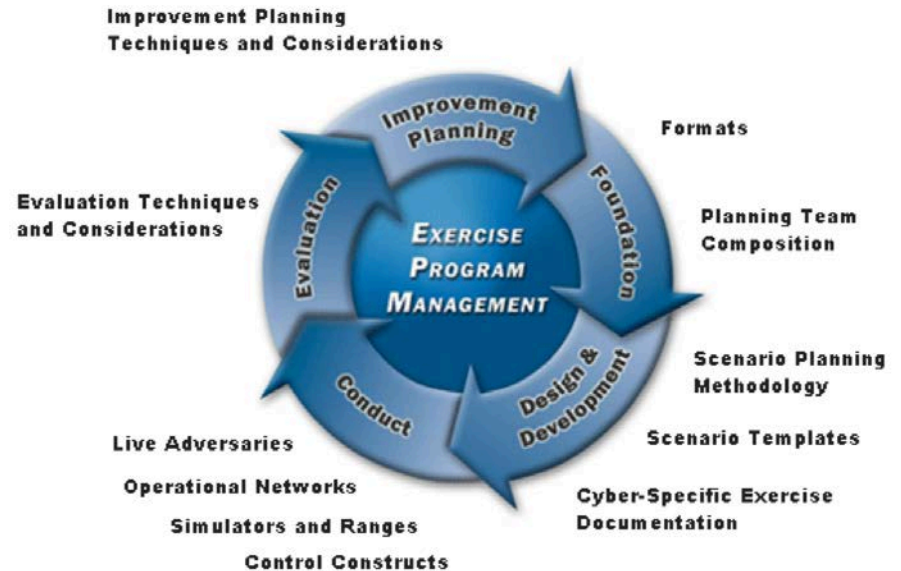 Improvement Planning
Techniques and Considerations
Improvement
Planning
Formats
Foundation
Evaluation Techniques
and Considerations
Evaluation
Planning Team
Composition
EXERCISE
PROGRAM
MANAGEMENT
Scenario Planning
Methodology
Design &
Development
Conduct
Live Adversaries
Scenario Templates
Operational Networks
Cyber-Specific Exercise
Documentation
Simulators and Ranges
Control Constructs